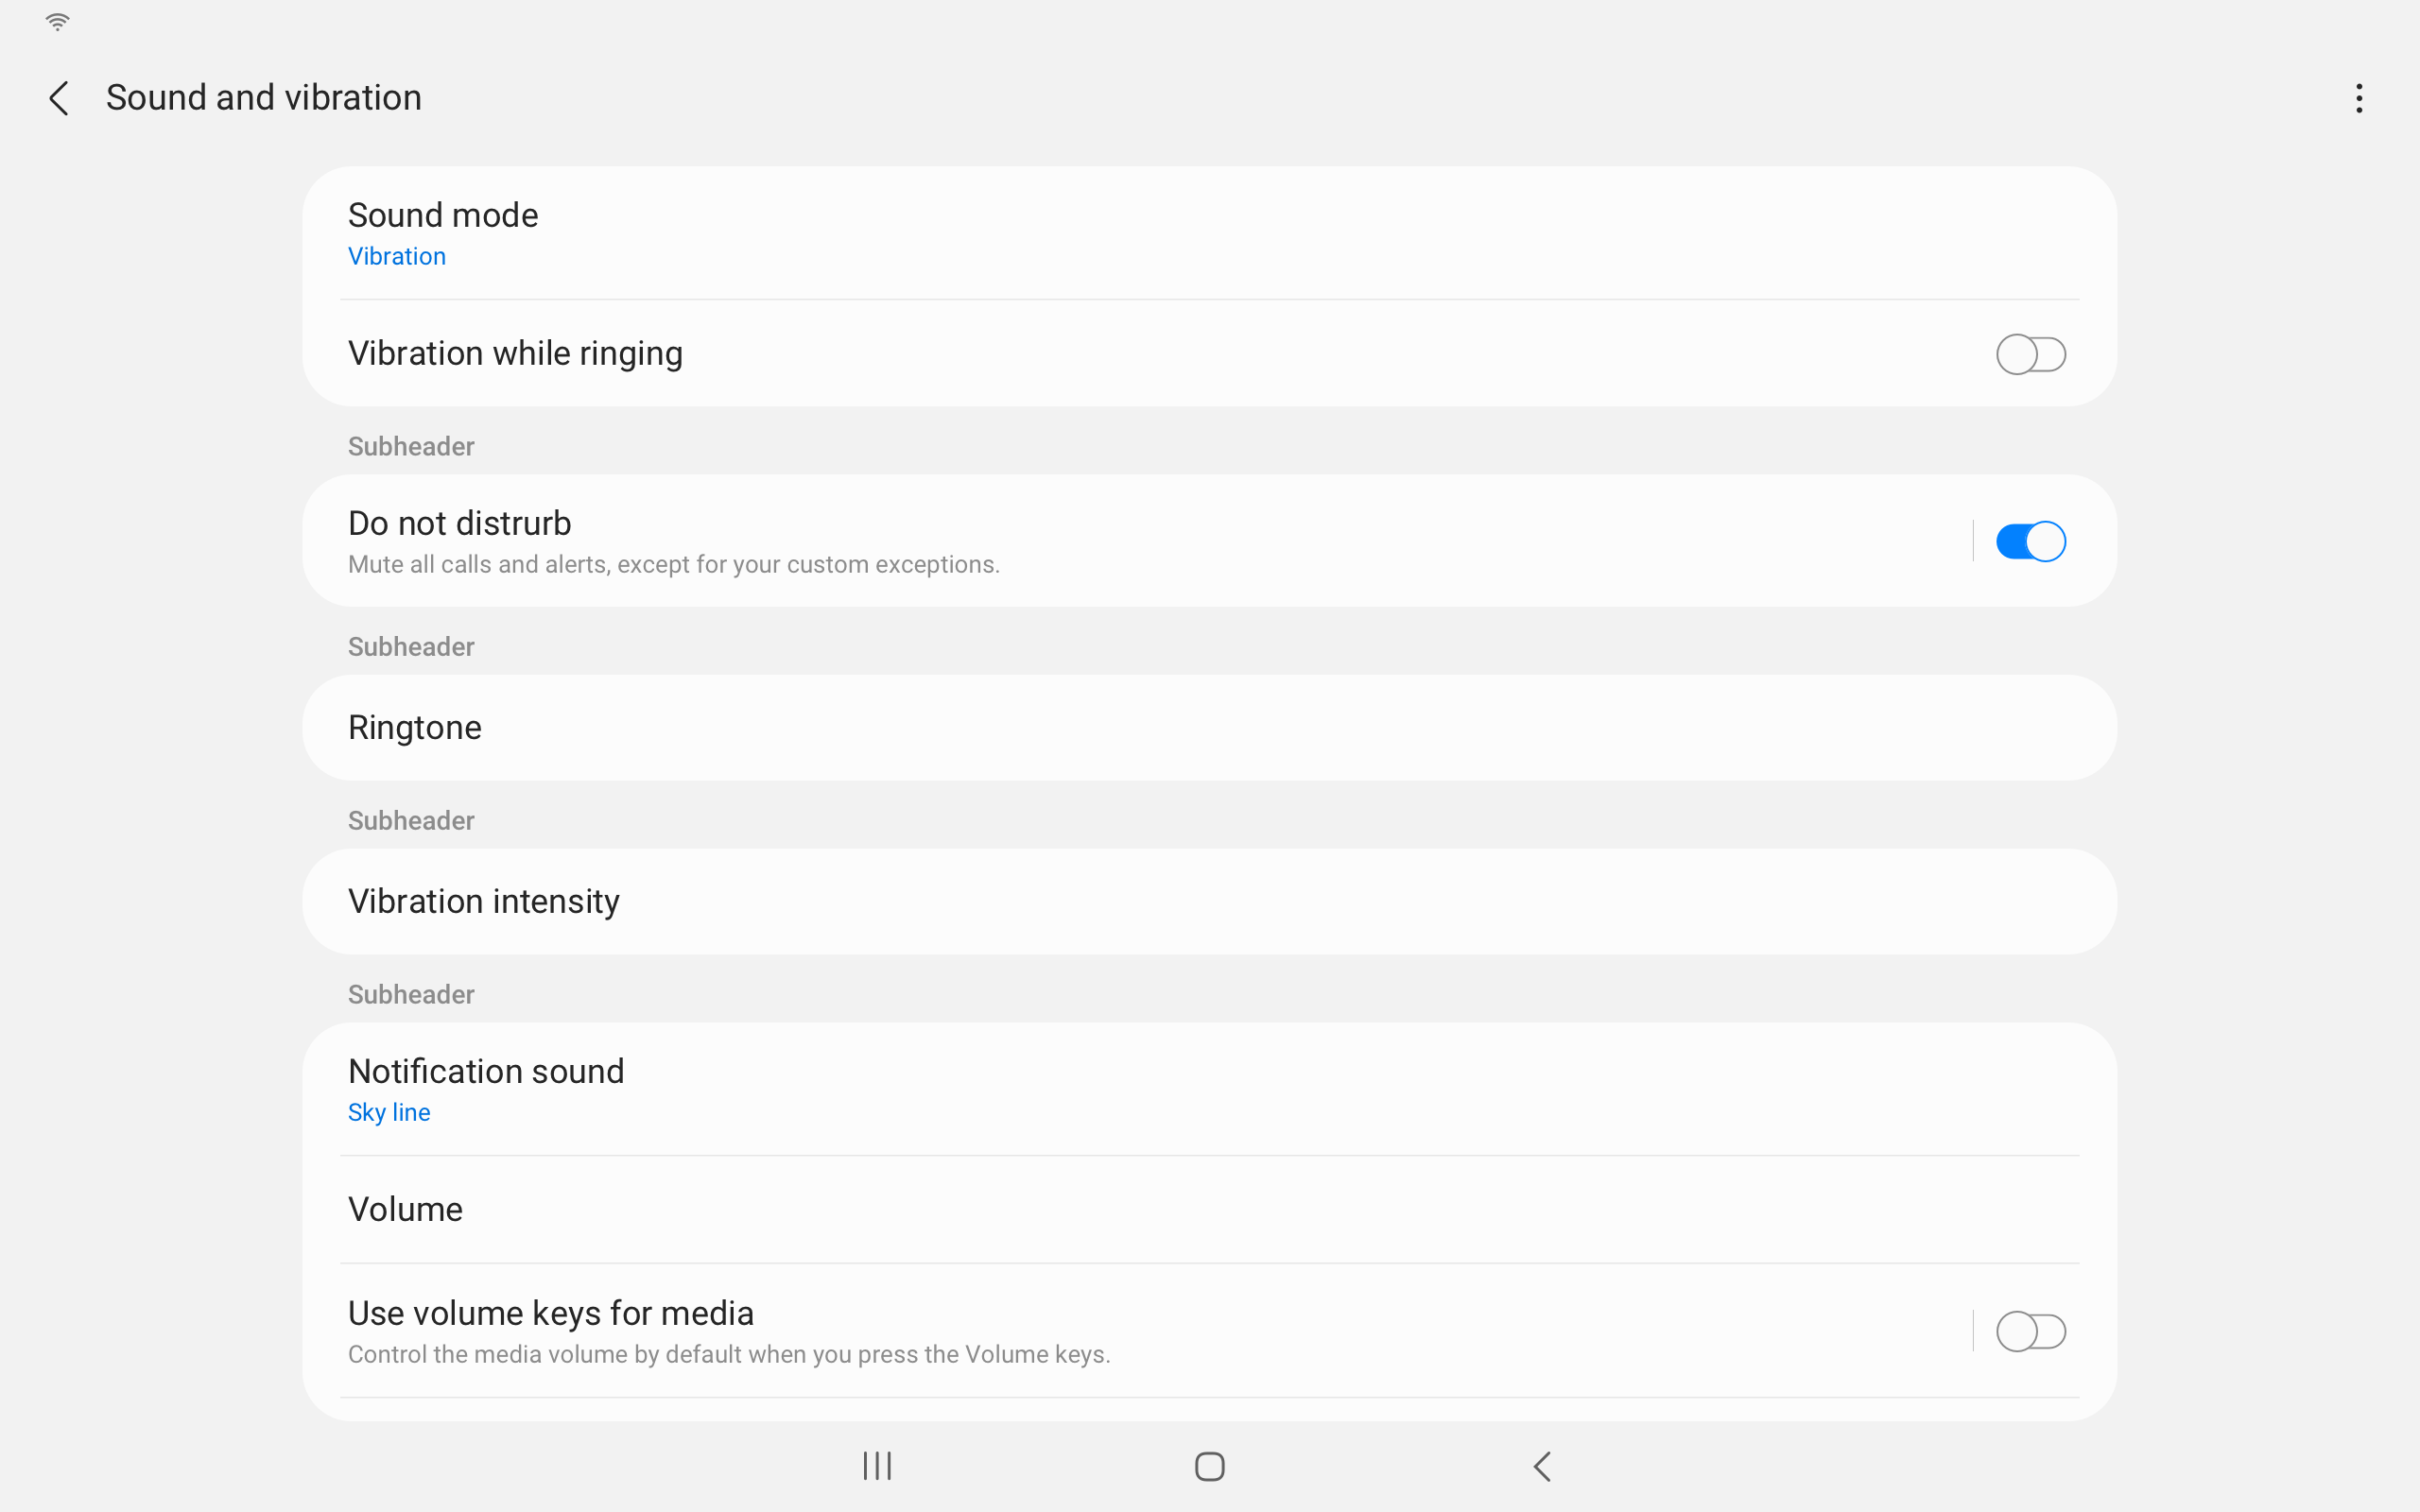 Sound and vibration
Sound mode
Vibration
Vibration while ringing
Subheader
Do not distrurb
Mute all calls and alerts, except for your custom exceptions.
Subheader
Ringtone
Subheader
Vibration intensity
Subheader
Notification sound
Sky line
Volume
Use volume keys for media
Control the media volume by default when you press the Volume keys.